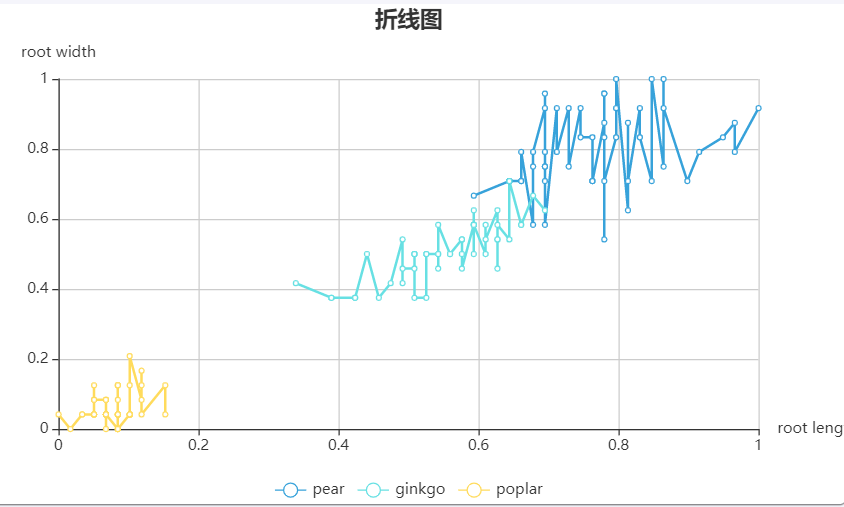 折线图
root width
1
0.8
0.6
0.4
0.2
0
0 0.2 0.4 0.6 0.8 1
root leng
pear ginkgo poplar